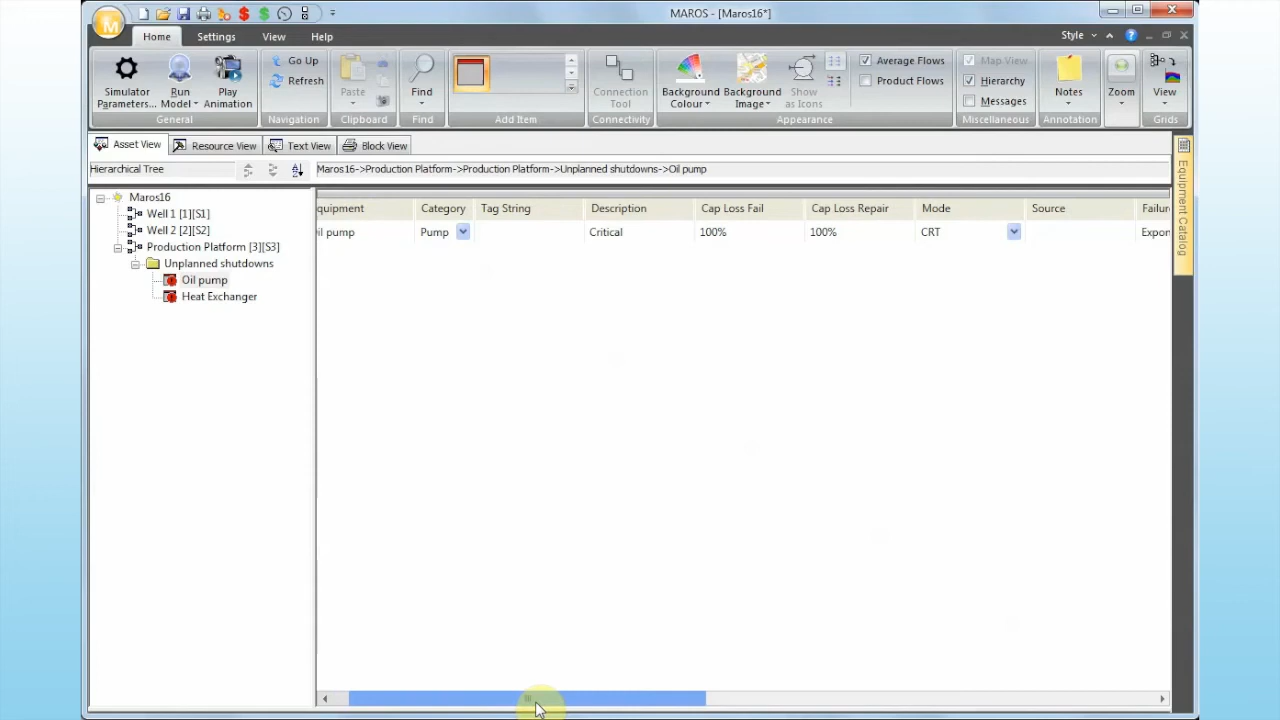 MAROS - [Maros16*]
M
Home
Settings
View
Help
Style
Simulator
Parameters...
Run
Model
Play
Animation
General
Go Up
Refresh
Navigation
Paste
Clipboard
Find
Find
Add Item
Connection
Tool
Connectivity
Background
Colour
Background
Image
Show
as Icons
Average Flows
Product Flows
Appearance
Map View
Hierarchy
Messages
Miscellaneous
Notes
Annotation
Zoom
View
Grids
Asset View
Resource View
Text View
Block View
Hierarchical Tree
Maros16->Production Platform->Production Platform->Unplanned shutdowns->Oil pump
Equipment Catalog
Maros16
Well 1 [1][S1]
Well 2 [2][S2]
Production Platform [3][S3]
Unplanned shutdowns
Oil pump
Heat Exchanger
quipment Category Tag String Description Cap Loss Fail Cap Loss Repair Mode Source Failur
il pump Pump Critical 100% 100% CRT Expor